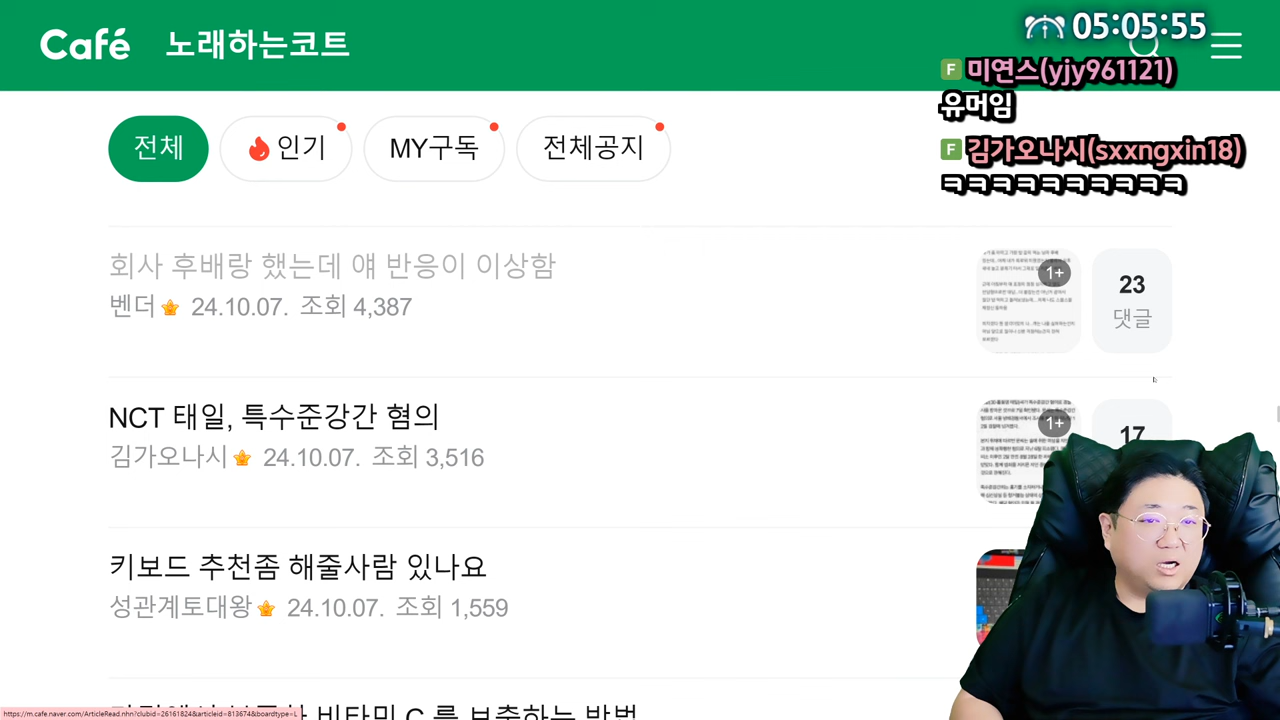 Café 노래하는코트
05:05:55
미연스(yjy961121)
유머임
김가오나시(sxxngxin18)
ㅋㅋㅋㅋㅋㅋㅋㅋㅋㅋ
전체 인기 MY구독 전체공지
회사 후배랑 했는데 얘 반응이 이상함
벤더 24.10.07. 조회 4,387
1+
23
댓글
NCT 태일, 특수준강간 혐의
김가오나시 24.10.07. 조회 3,516
1+
17
키보드 추천좀 해줄사람 있나요
성관계토대왕 24.10.07. 조회 1,559
비타민 C 를 보충하는 방법
https://m.cafe.naver.com/ArticleRead.nhn?clubid=26161824&articleid=813674&boardtype=L